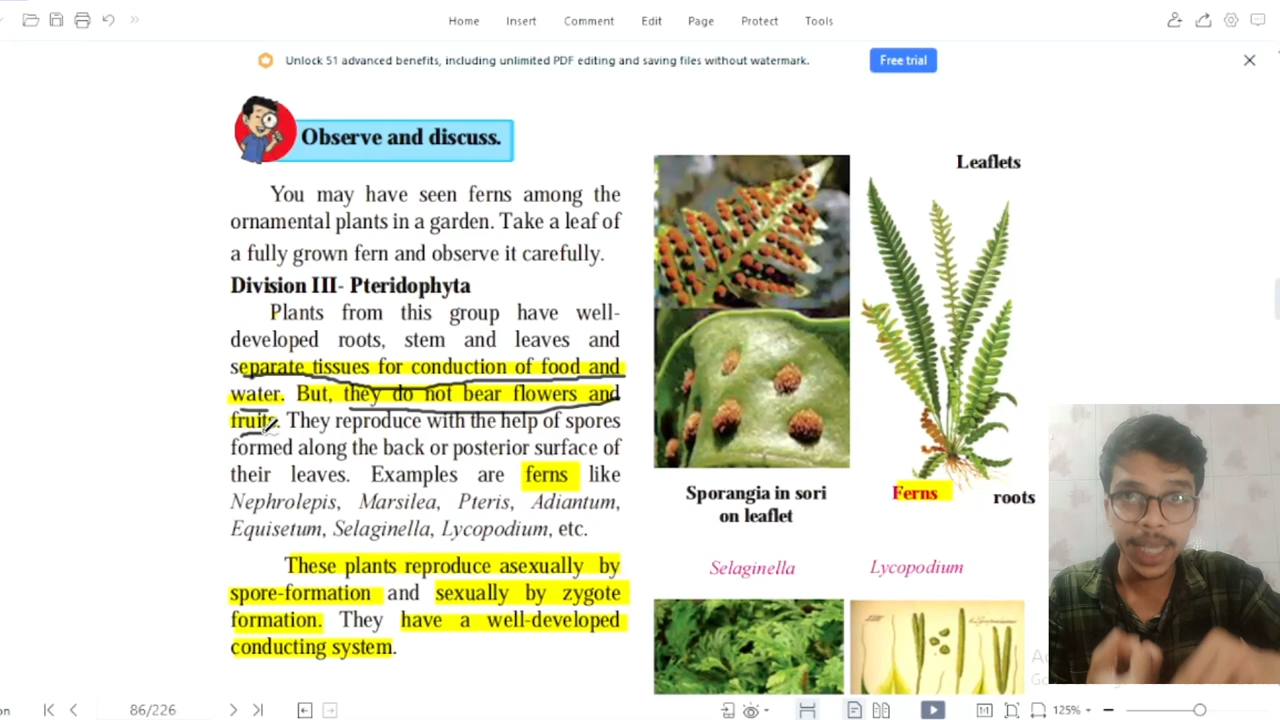 Home Insert Comment Edit Page Protect Tools
Unlock 51 advanced benefits, including unlimited PDF editing and saving files without watermark.
Free trial
Observe and discuss.
You may have seen ferns among the
ornamental plants in a garden. Take a leaf of
a fully grown fern and observe it carefully.
Division III- Pteridophyta
Plants from this group have well-
developed roots, stem and leaves and
separate tissues for conduction of food and
water. But, they do not bear flowers and
fruits. They reproduce with the help of spores
formed along the back or posterior surface of
their leaves. Examples are ferns like
Nephrolepis, Marsilea, Pteris, Adiantum,
Equisetum, Selaginella, Lycopodium, etc.
These plants reproduce asexually by
spore-formation and sexually by zygote
formation. They have a well-developed
conducting system.
Leaflets
Sporangia in sori
on leaflet
Ferns
roots
Selaginella
Lycopodium
on
86/226
125%